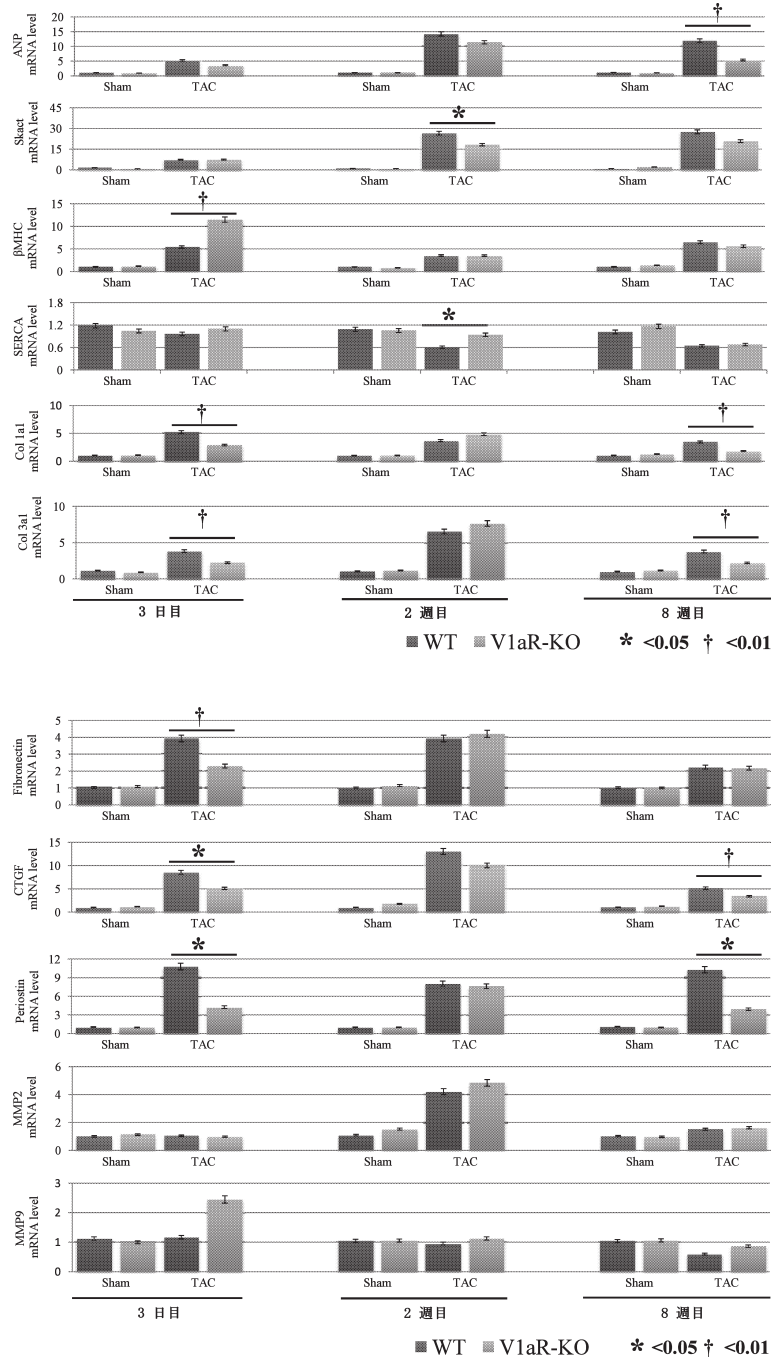 ANP
mRNA level
15
12
10
5
0
Sham
TAC
Sham
TAC
†
Sham
TAC
Skact
mRNA level
45
30
15
0
Sham
TAC
*
Sham
TAC
Sham
TAC
βMHC
mRNA level
15
10
5
0
†
Sham
TAC
Sham
TAC
Sham
TAC
SERCA
mRNA level
1.8
1.2
0.6
0
Sham
TAC
*
Sham
TAC
Sham
TAC
Col 1a1
mRNA level
10
5
0
†
Sham
TAC
Sham
TAC
†
Sham
TAC
Col 3a1
mRNA level
10
5
0
†
Sham
TAC
Sham
TAC
†
Sham
TAC
3 日目
2 週目
8 週目
WT V1aR-KO * <0.05 † <0.01
Fibronectin
mRNA level
5
4
3
2
1
0
†
Sham
TAC
Sham
TAC
Sham
TAC
CTGF
mRNA level
15
10
5
0
*
Sham
TAC
Sham
TAC
†
Sham
TAC
Periostin
mRNA level
12
9
6
3
0
*
Sham
TAC
Sham
TAC
*
Sham
TAC
MMP2
mRNA level
6
4
2
0
Sham
TAC
Sham
TAC
Sham
TAC
MMP9
mRNA level
3
2
1
0
Sham
TAC
Sham
TAC
Sham
TAC
3 日目
2 週目
8 週目
WT V1aR-KO * <0.05 † <0.01